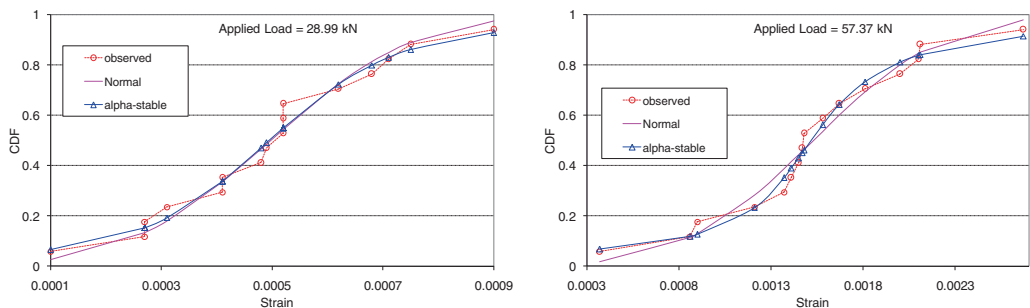 Applied Load = 28.99 kN
1
0.8
0.6
0.4
0.2
0
CDF
observed
Normal
alpha-stable
0.0001 0.0003 0.0005 0.0007 0.0009
Strain
Applied Load = 57.37 kN
1
0.8
0.6
0.4
0.2
0
CDF
observed
Normal
alpha-stable
0.0003 0.0008 0.0013 0.0018 0.0023
Strain